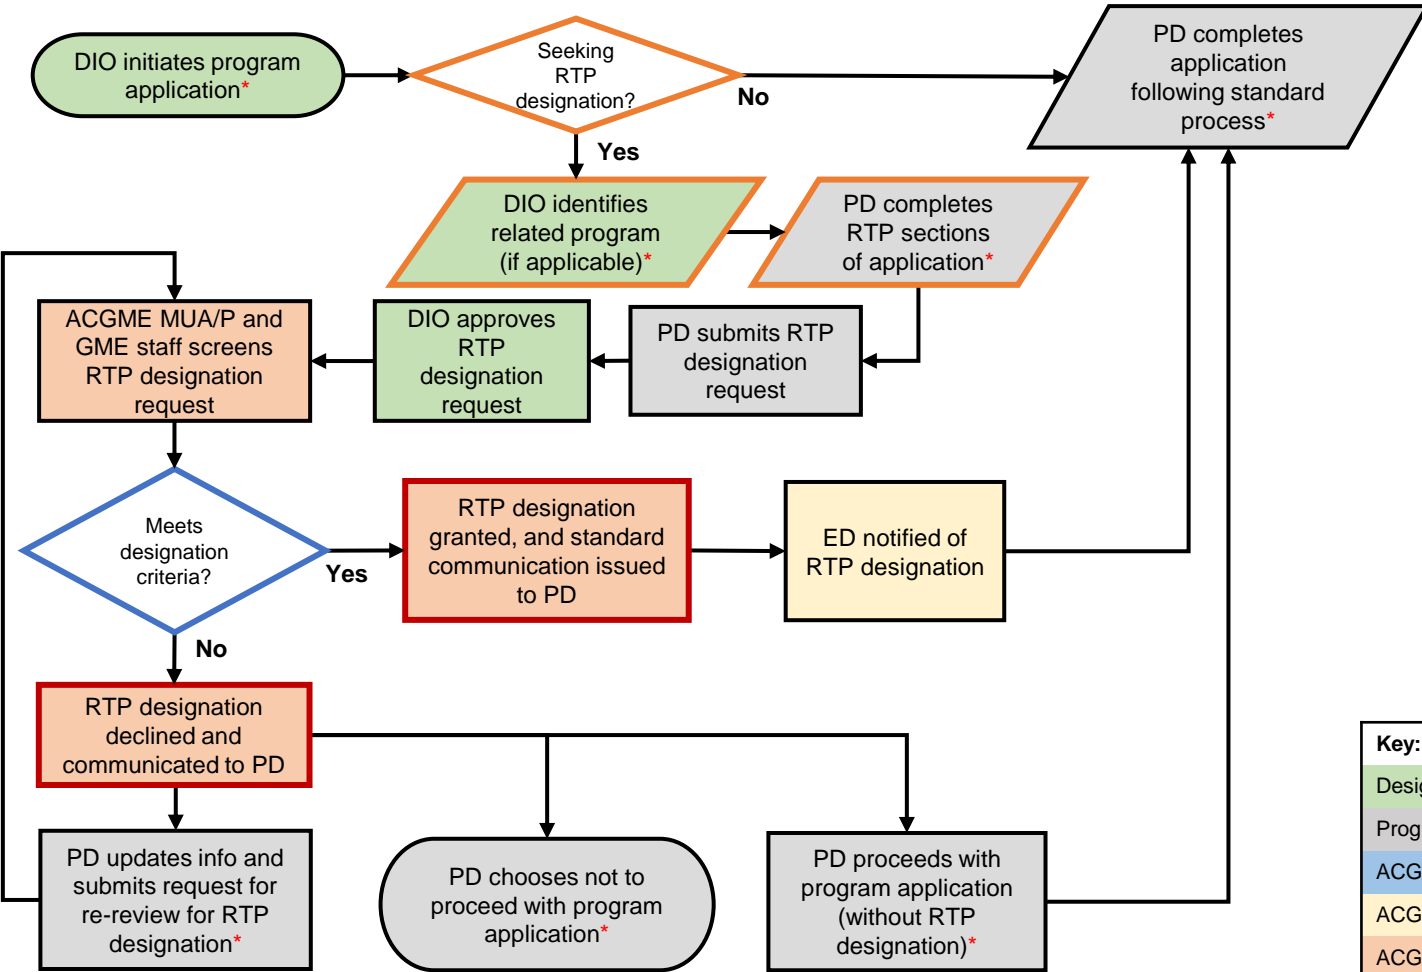 DIO initiates program
application*
Seeking
RTP
designation?
No
Yes
PD completes
application
following standard
process*
DIO identifies
related program
(if applicable)*
PD completes
RTP sections
of application*
ACGME MUA/P and
GME staff screens
RTP designation
request
DIO approves
RTP
designation
request
PD submits RTP
designation
request
Meets
designation
criteria?
Yes
No
RTP designation
granted, and standard
communication issued
to PD
ED notified of
RTP designation
RTP designation
declined and
communicated to PD
PD updates info and
submits request for
re-review for RTP
designation*
PD chooses not to
proceed with program
application*
PD proceeds with
program application
(without RTP
designation)*
Key:
Desig
Prog
ACG
ACG
ACG